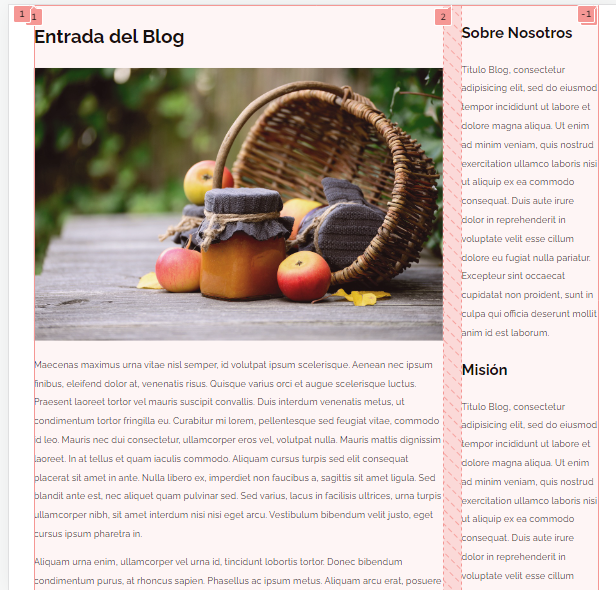 1
1
2
-1
Entrada del Blog
Maecenas maximus urna vitae nisl semper, id volutpat ipsum scelerisque. Aenean nec ipsum
finibus, eleifend dolor at, venenatis risus. Quisque varius orci et augue scelerisque luctus.
Praesent laoreet tortor vel mauris suscipit convallis. Duis interdum venenatis metus, ut
condimentum tortor fringilla eu. Curabitur mi lorem, pellentesque sed feugiat vitae, commodo
id leo. Mauris nec dui consectetur, ullamcorper eros vel, volutpat nulla. Mauris mattis dignissim
laoreet. In at tellus et quam iaculis commodo. Aliquam cursus turpis sed elit consequat
placerat sit amet in ante. Nulla libero ex, imperdiet non faucibus a, sagittis sit amet ligula. Sed
blandit ante est, nec aliquet quam pulvinar sed. Sed varius, lacus in facilisis ultrices, urna turpis
ullamcorper nibh, sit amet interdum nisi nisi eget arcu. Vestibulum bibendum velit justo, eget
cursus ipsum pharetra in.
Aliquam urna enim, ullamcorper vel urna id, tincidunt lobortis tortor. Donec bibendum
condimentum purus, at rhoncus sapien. Phasellus ac ipsum metus. Aliquam arcu erat, posuere
Sobre Nosotros
Titulo Blog, consectetur
adipisicing elit, sed do eiusmod
tempor incididunt ut labore et
dolore magna aliqua. Ut enim
ad minim veniam, quis nostrud
exercitation ullamco laboris nisi
ut aliquip ex ea commodo
consequat. Duis aute irure
dolor in reprehenderit in
voluptate velit esse cillum
dolore eu fugiat nulla pariatur.
Excepteur sint occaecat
cupidatat non proident, sunt in
culpa qui officia deserunt mollit
anim id est laborum.
Misión
Titulo Blog, consectetur
adipisicing elit, sed do eiusmod
tempor incididunt ut labore et
dolore magna aliqua. Ut enim
ad minim veniam, quis nostrud
exercitation ullamco laboris nisi
ut aliquip ex ea commodo
consequat. Duis aute irure
dolor in reprehenderit in
voluptate velit esse cillum